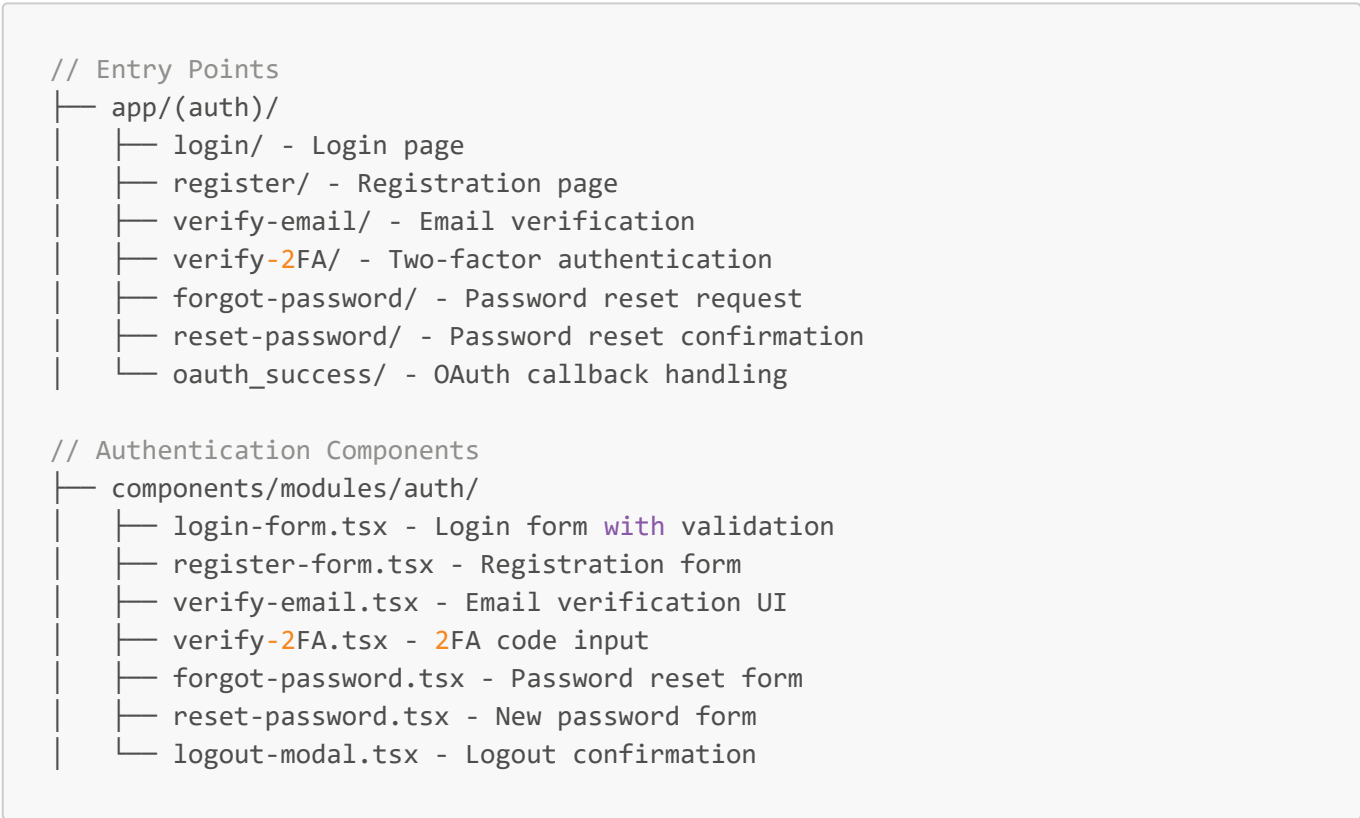 // Entry Points
├── app/(auth)/
│   ├── login/ - Login page
│   ├── register/ - Registration page
│   ├── verify-email/ - Email verification
│   ├── verify-2FA/ - Two-factor authentication
│   ├── forgot-password/ - Password reset request
│   ├── reset-password/ - Password reset confirmation
│   └── oauth_success/ - OAuth callback handling
// Authentication Components
├── components/modules/auth/
│   ├── login-form.tsx - Login form with validation
│   ├── register-form.tsx - Registration form
│   ├── verify-email.tsx - Email verification UI
│   ├── verify-2FA.tsx - 2FA code input
│   ├── forgot-password.tsx - Password reset form
│   ├── reset-password.tsx - New password form
│   └── logout-modal.tsx - Logout confirmation